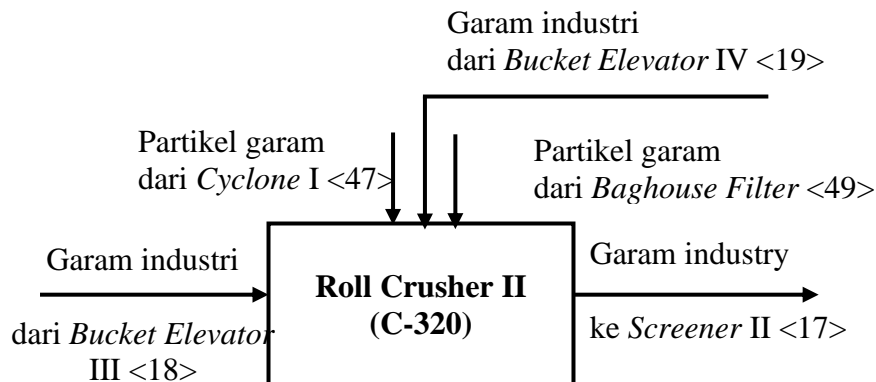 Garam industri
dari Bucket Elevator IV <19>
Partikel garam
dari Cyclone I <47>
Partikel garam
dari Baghouse Filter <49>
Garam industri
dari Bucket Elevator
III <18>
Roll Crusher II
(C-320)
Garam industry
ke Screener II <17>